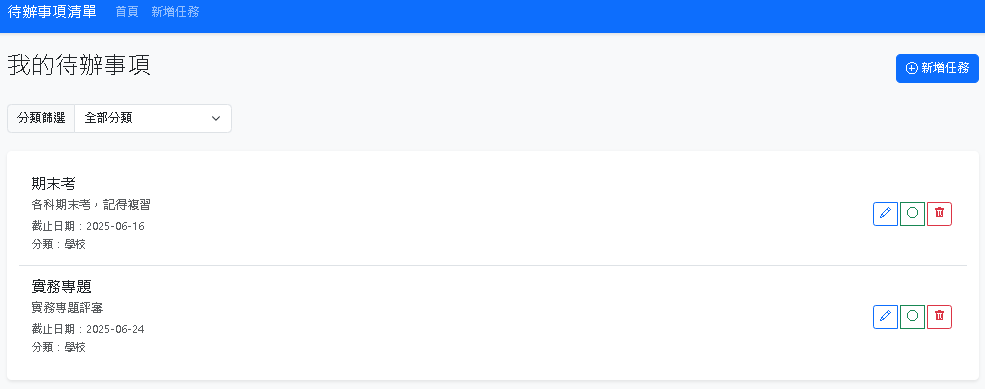 待辦事項清單 首頁 新增任務
我的待辦事項
新增任務
分類篩選 全部分類
期末考
各科期末考，記得複習
截止日期：2025-06-16
分類：學校
實務專題
實務專題評審
截止日期：2025-06-24
分類：學校